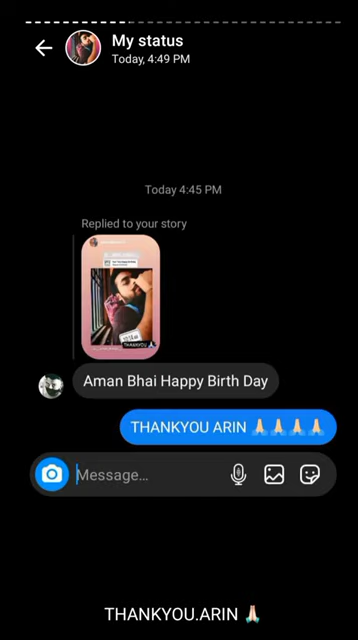 My status
Today, 4:49 PM
Today 4:45 PM
Replied to your story
THANKYOU 🙏🏻
Aman Bhai Happy Birth Day
THANKYOU ARIN 🙏🏻🙏🏻🙏🏻🙏🏻
Message...
THANKYOU.ARIN 🙏🏻